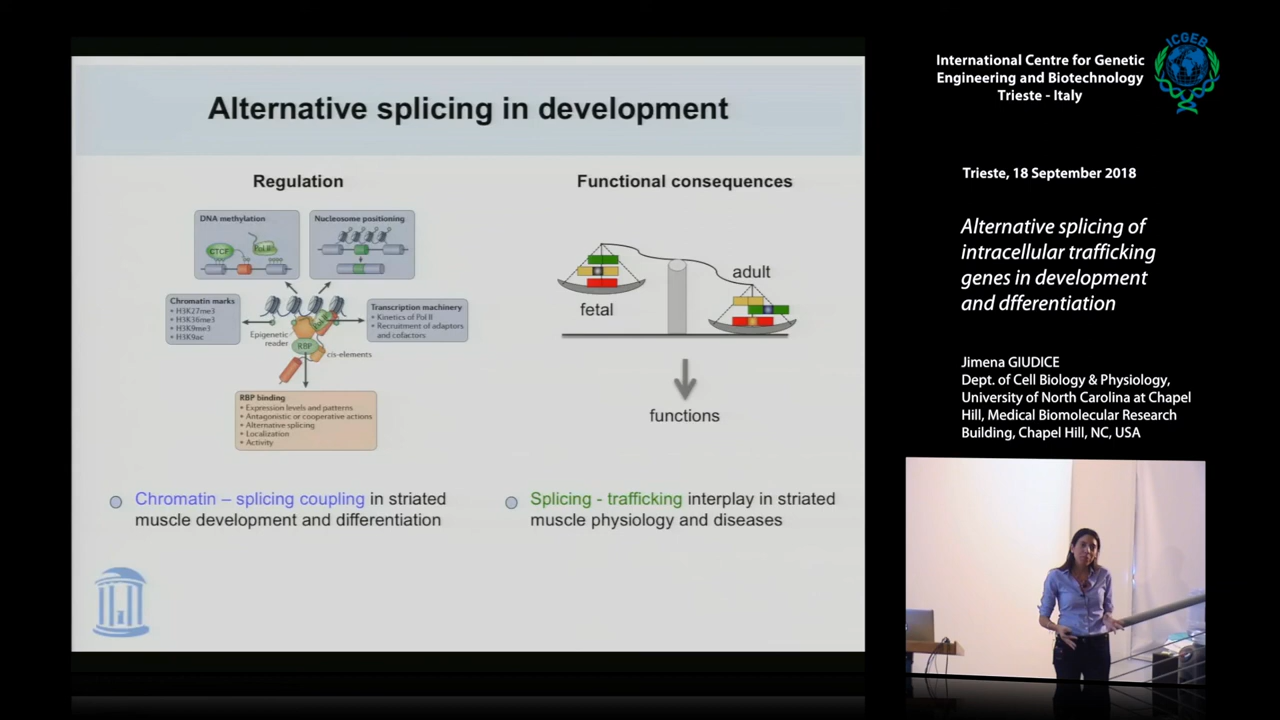 Alternative splicing in development
Regulation
DNA methylation
CTCF
Pol II
Nucleosome positioning
Chromatin marks
• H3K27me3
• H3K36me3
• H3K9me3
• H3K9ac
Epigenetic
reader
RBP
cis-elements
Transcription machinery
• Kinetics of Pol II
• Recruitment of adaptors
and cofactors
RBP binding
• Expression levels and patterns
• Antagonistic or cooperative actions
• Alternative splicing
• Localization
• Activity
Chromatin – splicing coupling in striated
muscle development and differentiation
Functional consequences
fetal
adult
functions
Splicing - trafficking interplay in striated
muscle physiology and diseases
International Centre for Genetic
Engineering and Biotechnology
Trieste - Italy
ICGEB
Trieste, 18 September 2018
Alternative splicing of
intracellular trafficking
genes in development
and dfferentiation
Jimena GIUDICE
Dept. of Cell Biology & Physiology,
University of North Carolina at Chapel
Hill, Medical Biomolecular Research
Building, Chapel Hill, NC, USA